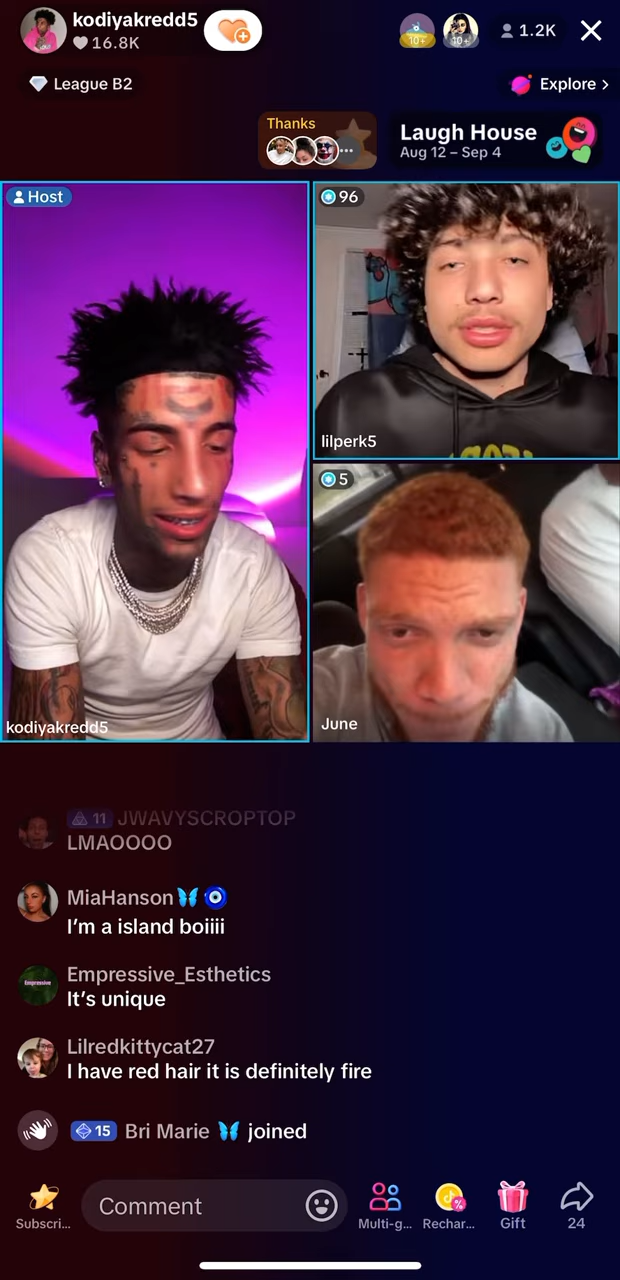 kodiyakredd5
16.8K
10+
10+
1.2K
League B2
Explore >
Thanks
Laugh House
Aug 12 – Sep 4
Host
96
lilperk5
5
kodiyakredd5
June
11 JWAVYSCROPTOP
LMAOOOO
MiaHanson🦋🧿
I'm a island boiiii
Empressive_Esthetics
It's unique
Lilredkittycat27
I have red hair it is definitely fire
15 Bri Marie 🦋 joined
Comment
Subscri...
Multi-g...
Rechar...
Gift
24